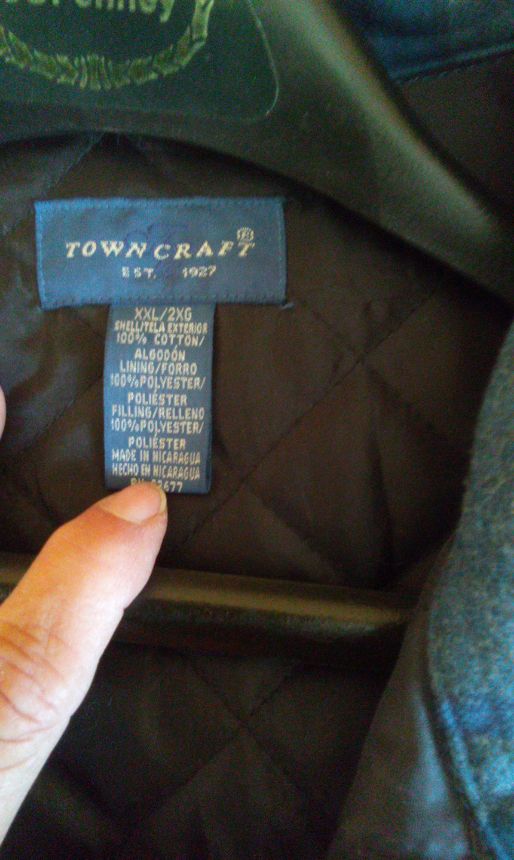 TOWNCRAFT®
EST. 1927
XXL/2XG
SHELL/TELA EXTERIOR
100% COTTON/
ALGODÓN
LINING/FORRO
100%POLYESTER/
POLIÉSTER
FILLING/RELLENO
100%POLYESTER/
POLIÉSTER
MADE IN NICARAGUA
HECHO EN NICARAGUA